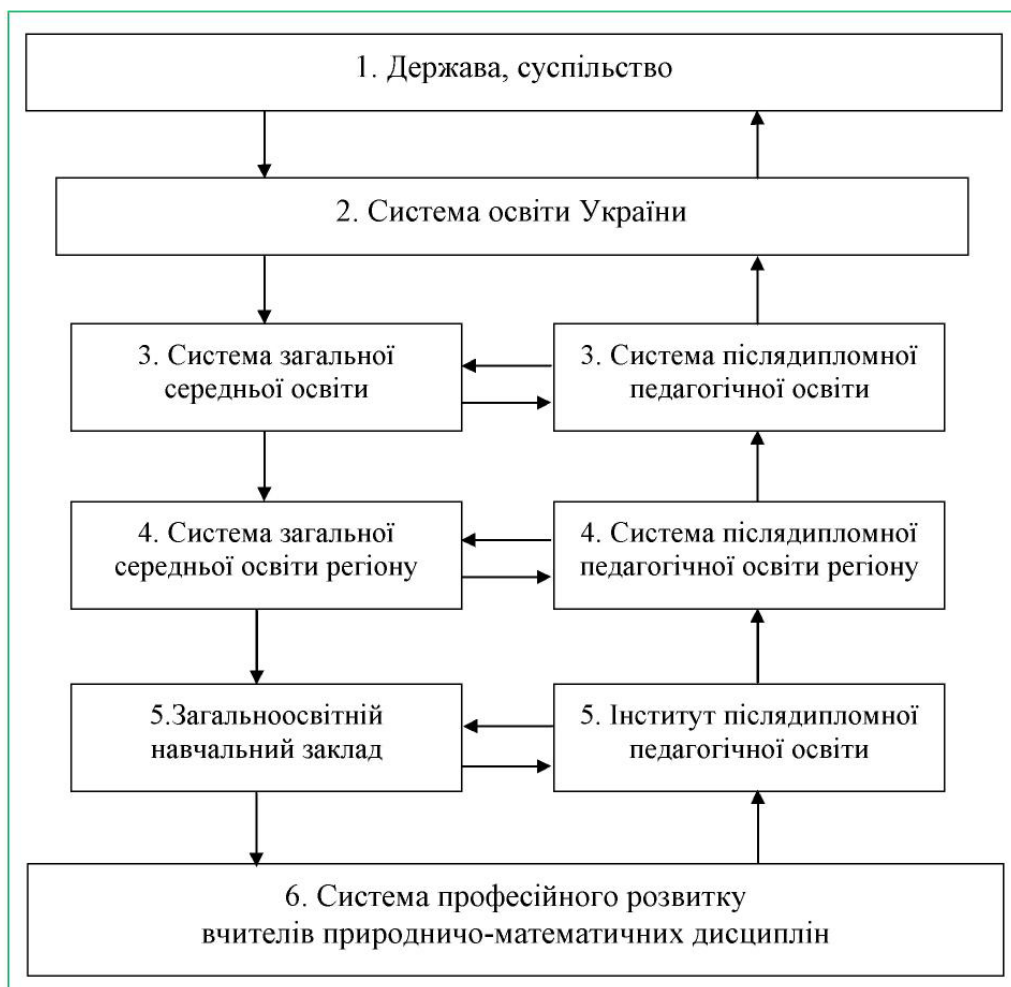 1. Держава, суспільство
2. Система освіти України
3. Система загальної
середньої освіти
3. Система післядипломної
педагогічної освіти
4. Система загальної
середньої освіти регіону
4. Система післядипломної
педагогічної освіти регіону
5.Загальноосвітній
навчальний заклад
5. Інститут післядипломної
педагогічної освіти
6. Система професійного розвитку
вчителів природничо-математичних дисциплін